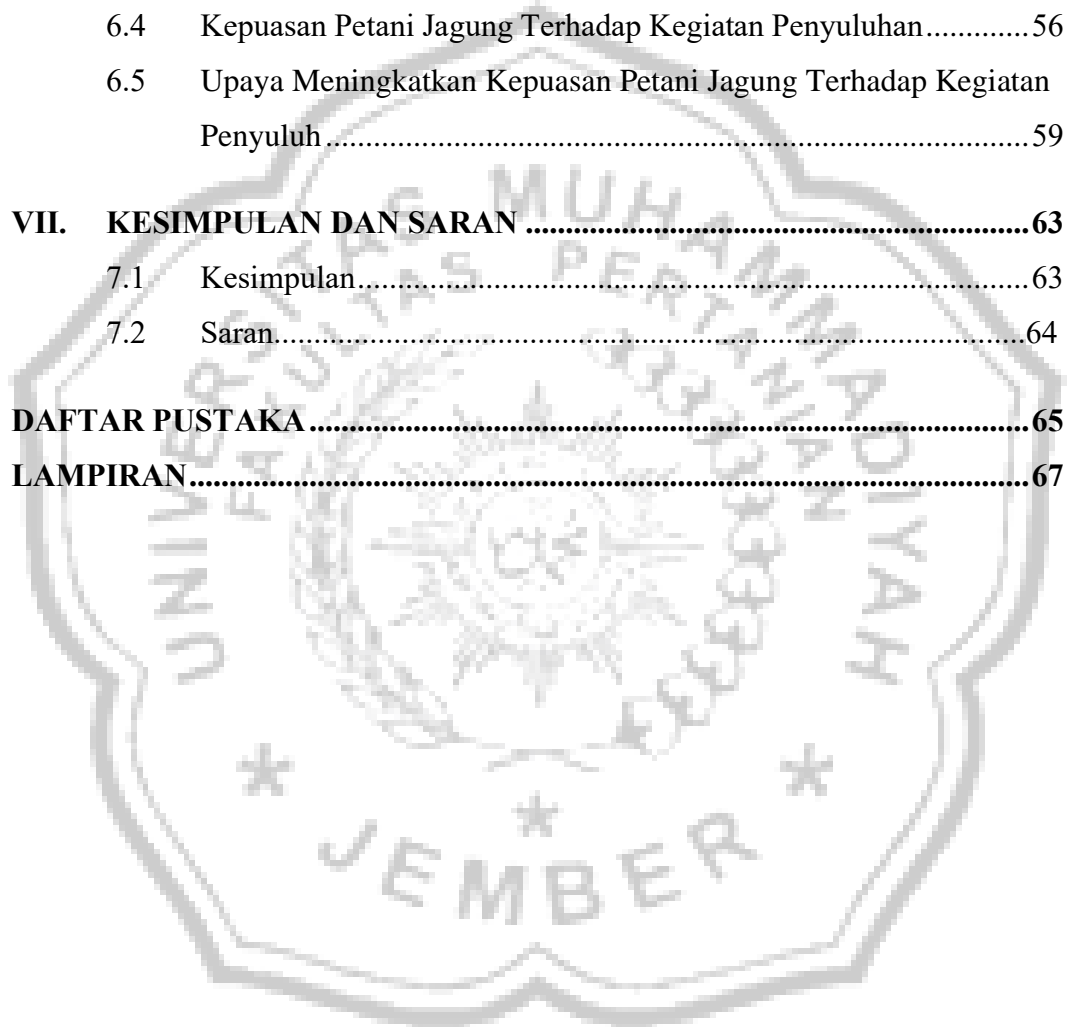 6.4 Kepuasan Petani Jagung Terhadap Kegiatan Penyuluhan.............56
6.5 Upaya Meningkatkan Kepuasan Petani Jagung Terhadap Kegiatan
Penyuluh.........................................................................................59
VII. KESIMPULAN DAN SARAN ................................................................63
7.1 Kesimpulan......................................................................................63
7.2 Saran................................................................................................64
DAFTAR PUSTAKA ...........................................................................................65
LAMPIRAN..........................................................................................................67
UNIVERSITAS MUHAMMADIYAH
FAKULTAS PERTANIAN
JEMBER